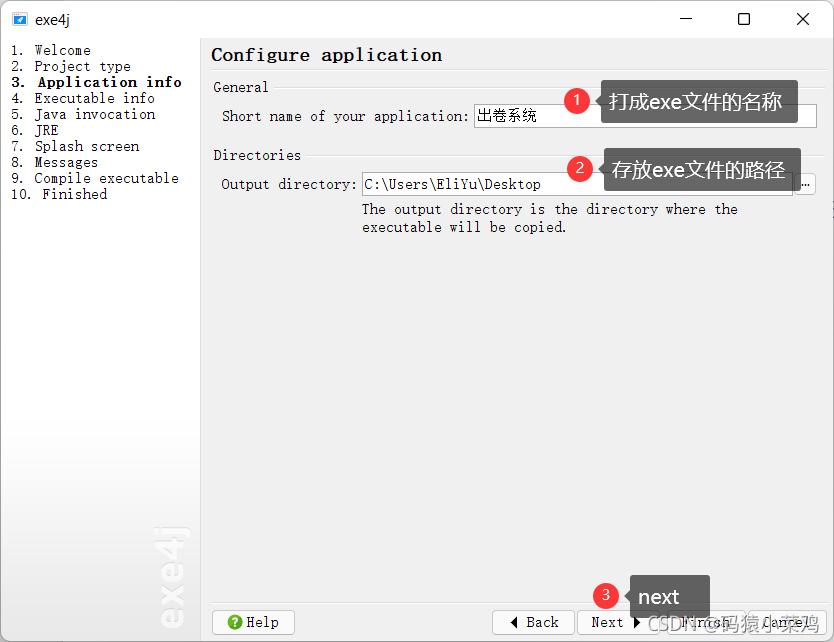 exe4j
1. Welcome
2. Project type
3. Application info
4. Executable info
5. Java invocation
6. JRE
7. Splash screen
8. Messages
9. Compile executable
10. Finished
exe4j
Configure application
General
Short name of your application: 出卷系统
1 打成exe文件的名称
Directories
2 存放exe文件的路径
Output directory: C:\Users\EliYu\Desktop ...
The output directory is the directory where the
executable will be copied.
3 next
Help Back Next Finish Cancel
CSDN @码猿小菜鸡